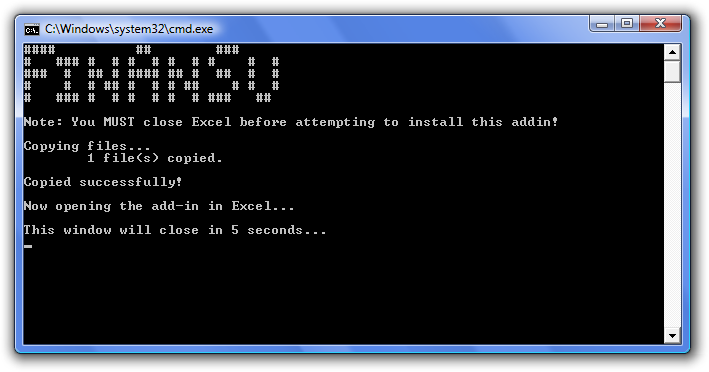 C:\Windows\system32\cmd.exe
FINANSU
Note: You MUST close Excel before attempting to install this addin!
Copying files...
1 file(s) copied.
Copied successfully!
Now opening the add-in in Excel...
This window will close in 5 seconds...